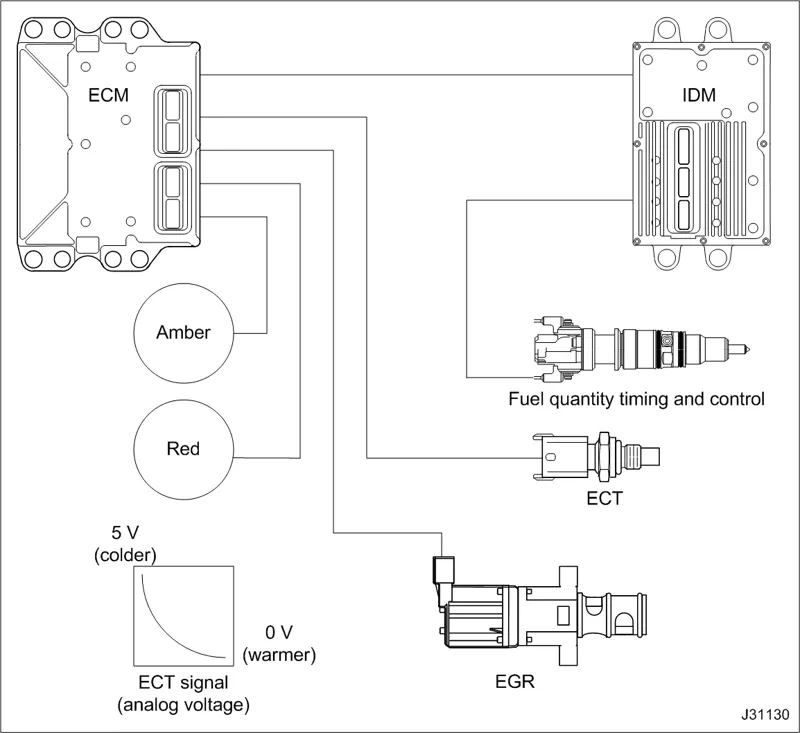 ECM
IDM
Amber
Fuel quantity timing and control
Red
ECT
5 V
(colder)
0 V
(warmer)
ECT signal
(analog voltage)
EGR
J31130